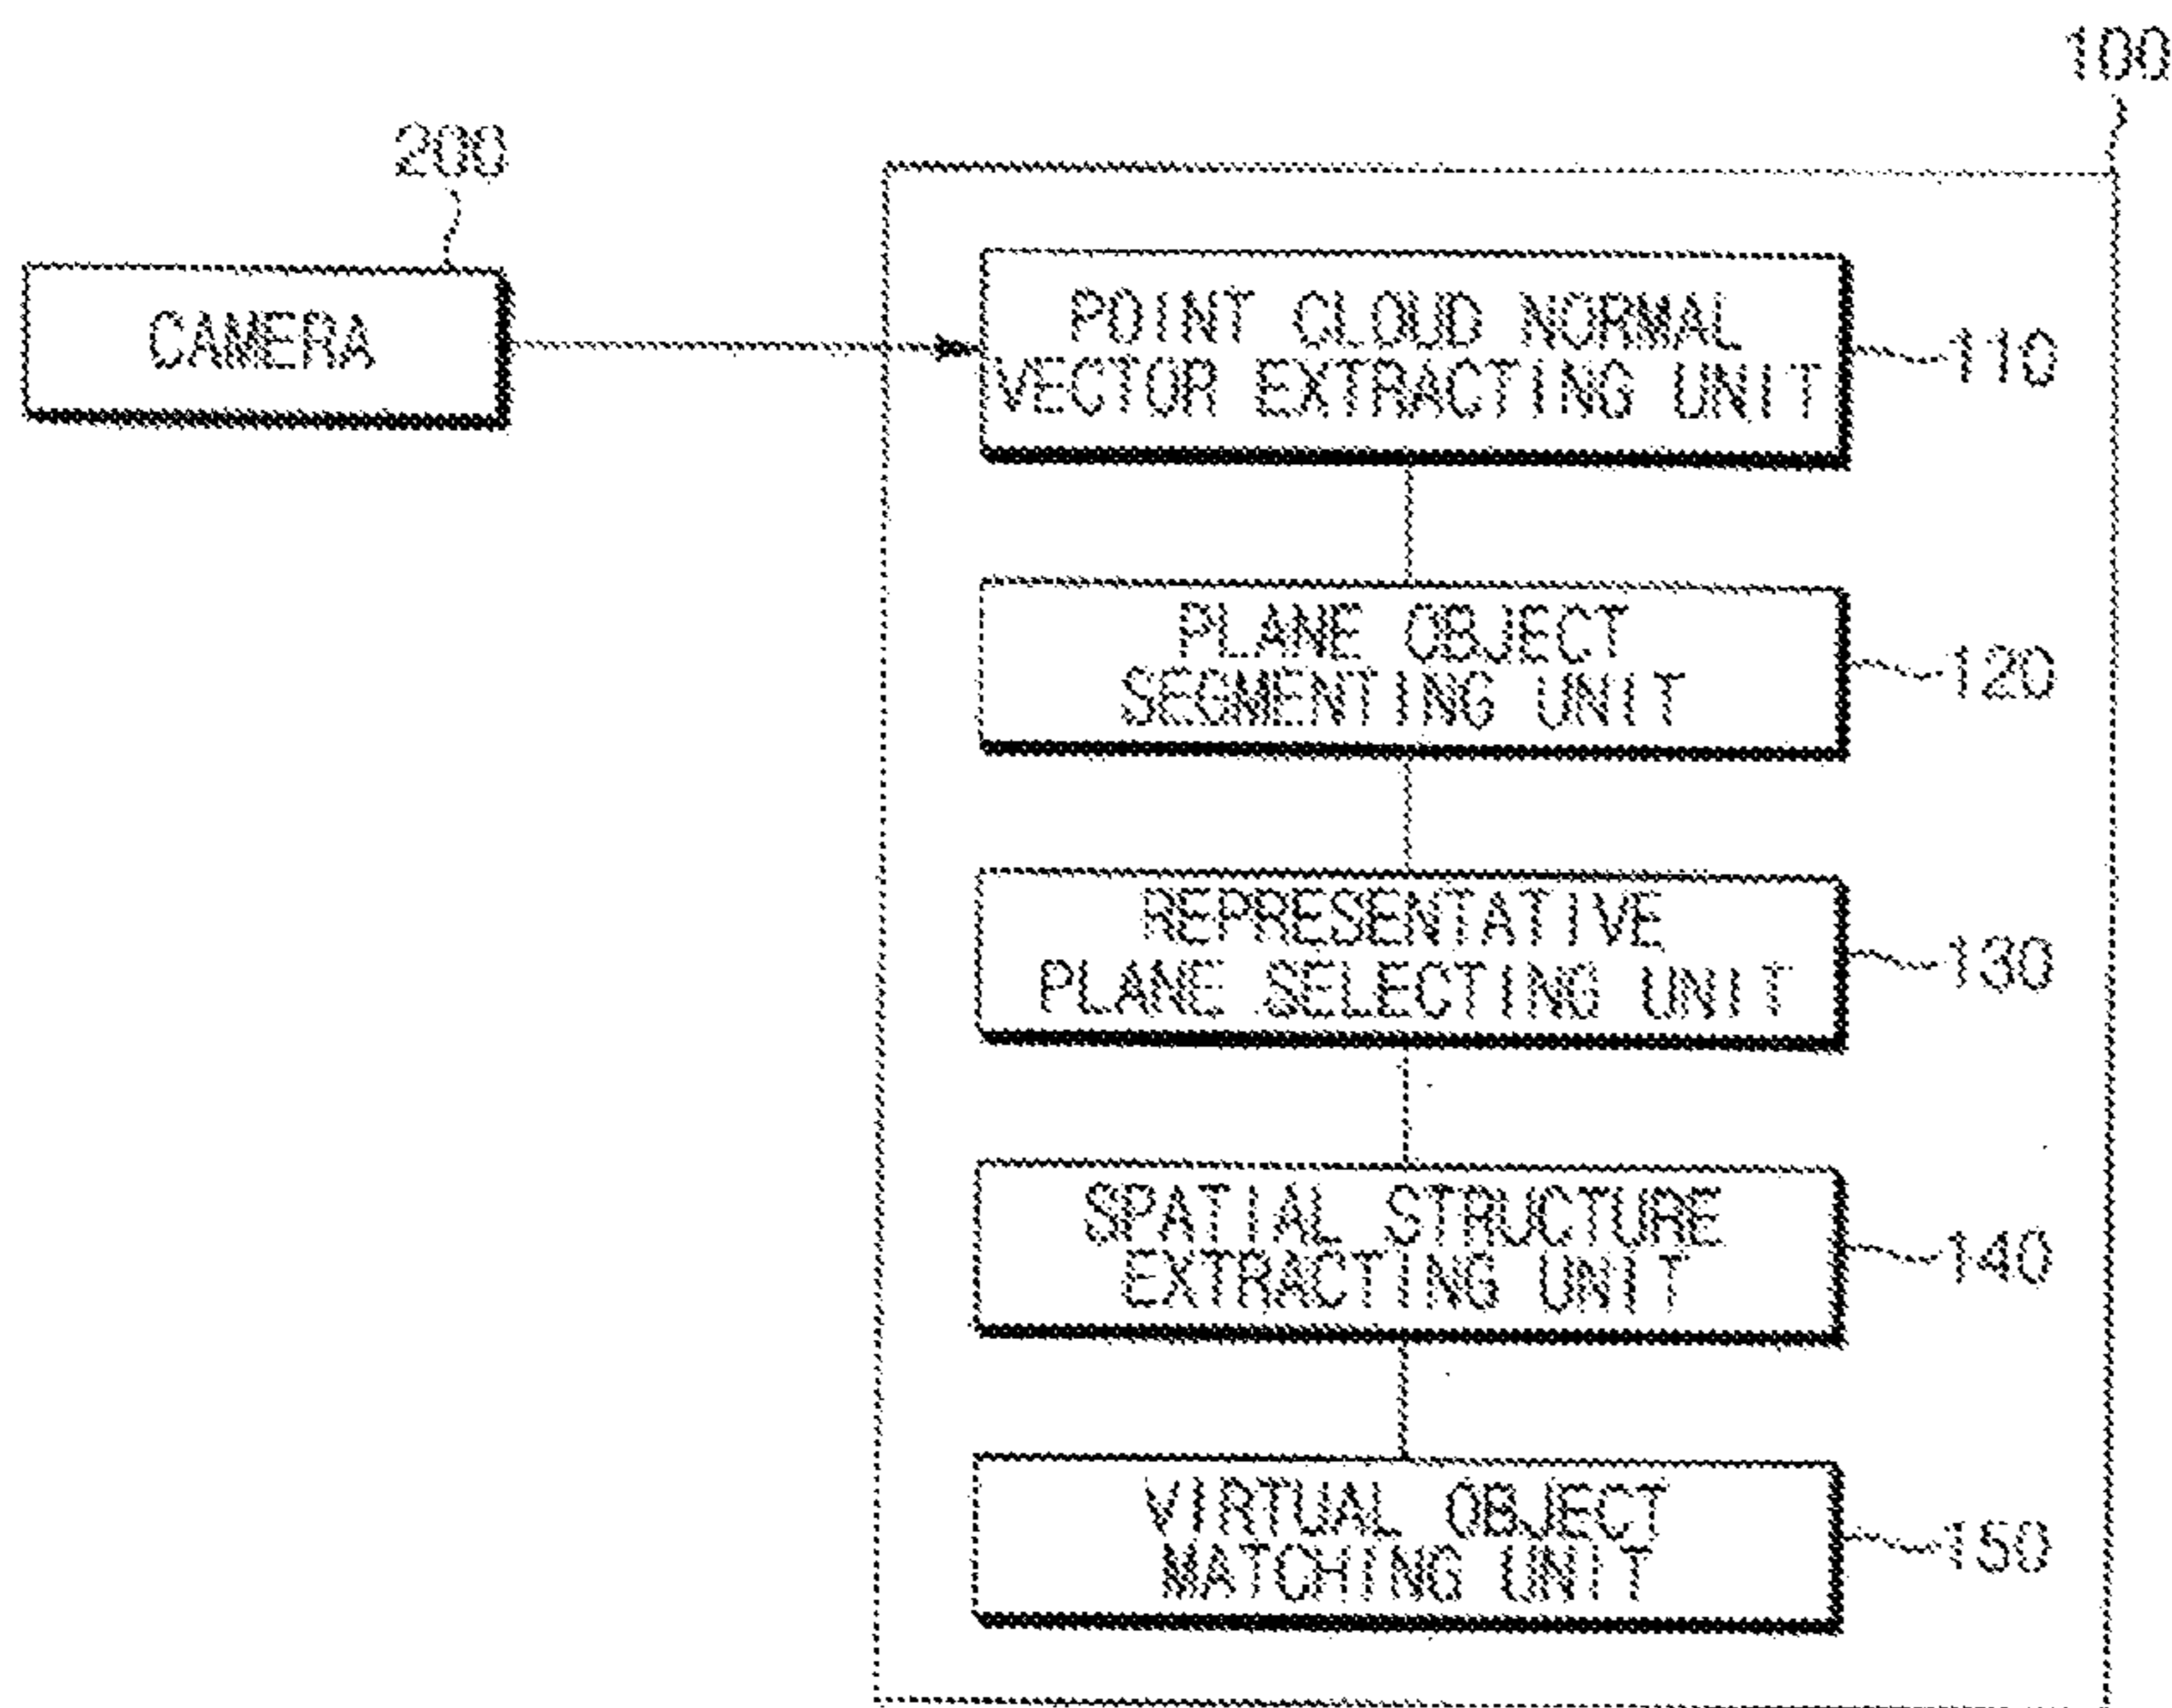 100
200
CAMERA
POINT CLOUD NORMAL
VECTOR EXTRACTING UNIT
110
PLANE OBJECT
SEGMENTING UNIT
120
REPRESENTATIVE
PLANE SELECTING UNIT
130
SPATIAL STRUCTURE
EXTRACTING UNIT
140
VIRTUAL OBJECT
MATCHING UNIT
150